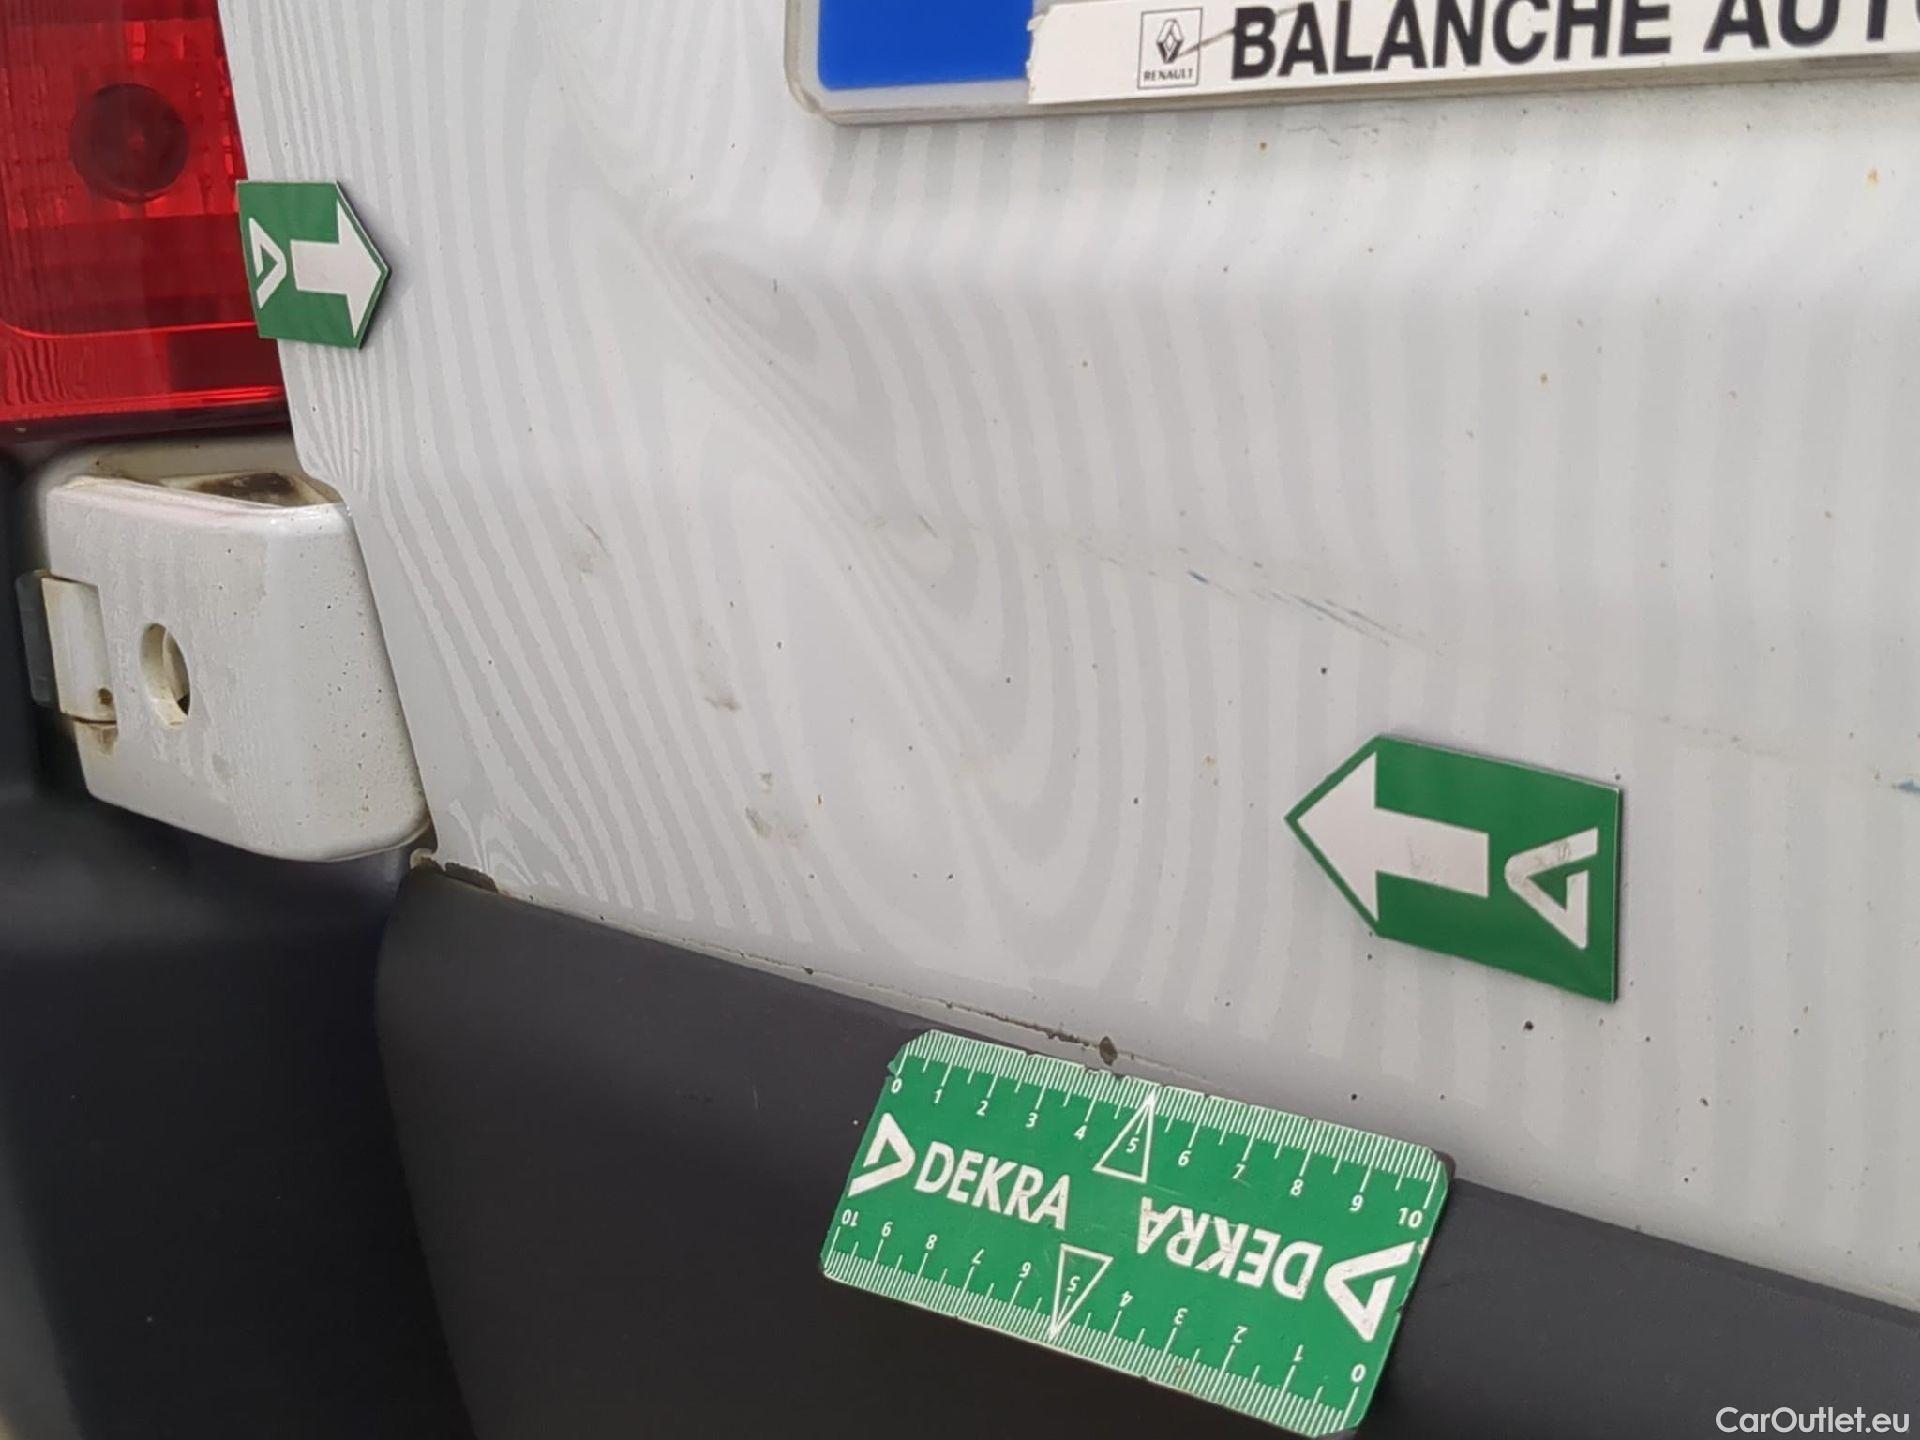 RENAULT
BALANCHE AUTO
0 1 2 3 4 5 6 7 8 9 10
DEKRA
DEKRA
10 9 8 7 6 5 4 3 2 1 0
CarOutlet.eu